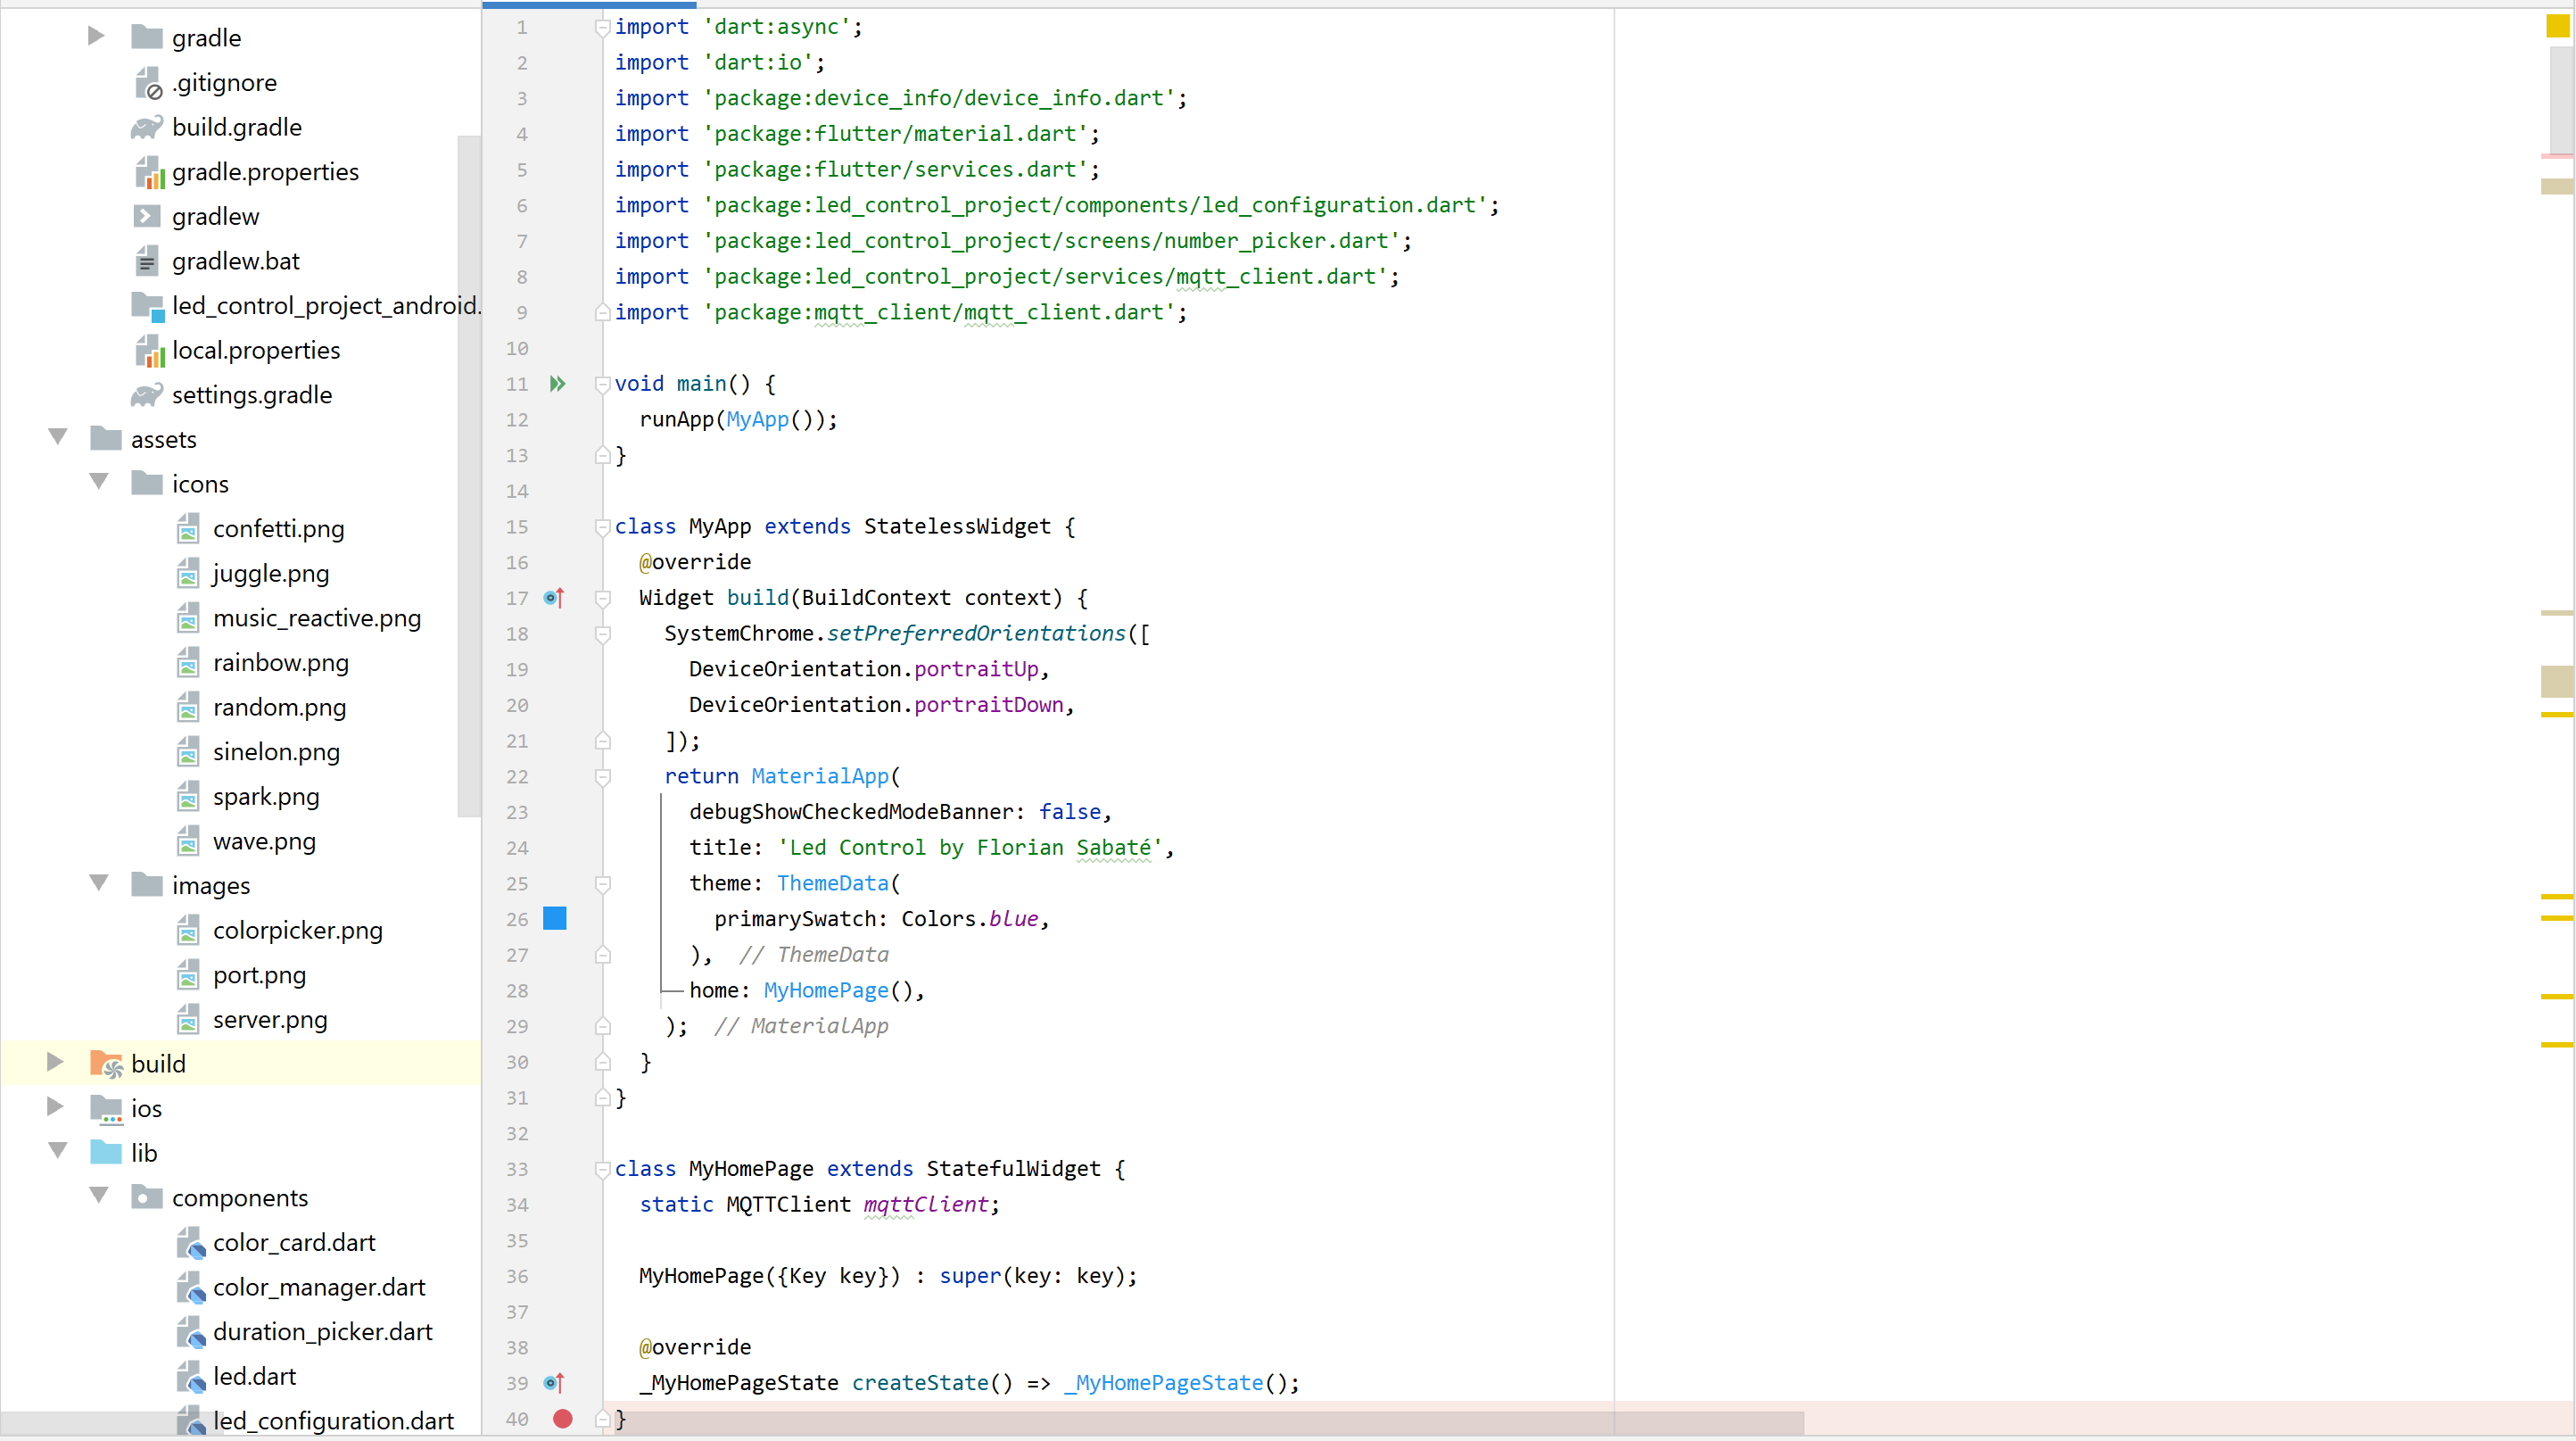 gradle
.gitignore
build.gradle
gradle.properties
gradlew
gradlew.bat
led_control_project_android.
local.properties
settings.gradle
assets
icons
confetti.png
juggle.png
music_reactive.png
rainbow.png
random.png
sinelon.png
spark.png
wave.png
images
colorpicker.png
port.png
server.png
build
ios
lib
components
color_card.dart
color_manager.dart
duration_picker.dart
led.dart
led_configuration.dart
1 import 'dart:async';
2 import 'dart:io';
3 import 'package:device_info/device_info.dart';
4 import 'package:flutter/material.dart';
5 import 'package:flutter/services.dart';
6 import 'package:led_control_project/components/led_configuration.dart';
7 import 'package:led_control_project/screens/number_picker.dart';
8 import 'package:led_control_project/services/mqtt_client.dart';
9 import 'package:mqtt_client/mqtt_client.dart';
10
11 void main() {
12   runApp(MyApp());
13 }
14
15 class MyApp extends StatelessWidget {
16   @override
17   Widget build(BuildContext context) {
18     SystemChrome.setPreferredOrientations([
19       DeviceOrientation.portraitUp,
20       DeviceOrientation.portraitDown,
21     ]);
22     return MaterialApp(
23       debugShowCheckedModeBanner: false,
24       title: 'Led Control by Florian Sabaté',
25       theme: ThemeData(
26         primarySwatch: Colors.blue,
27       ), // ThemeData
28       home: MyHomePage(),
29     ); // MaterialApp
30   }
31 }
32
33 class MyHomePage extends StatefulWidget {
34   static MQTTClient mqttClient;
35
36   MyHomePage({Key key}) : super(key: key);
37
38   @override
39   _MyHomePageState createState() => _MyHomePageState();
40 }